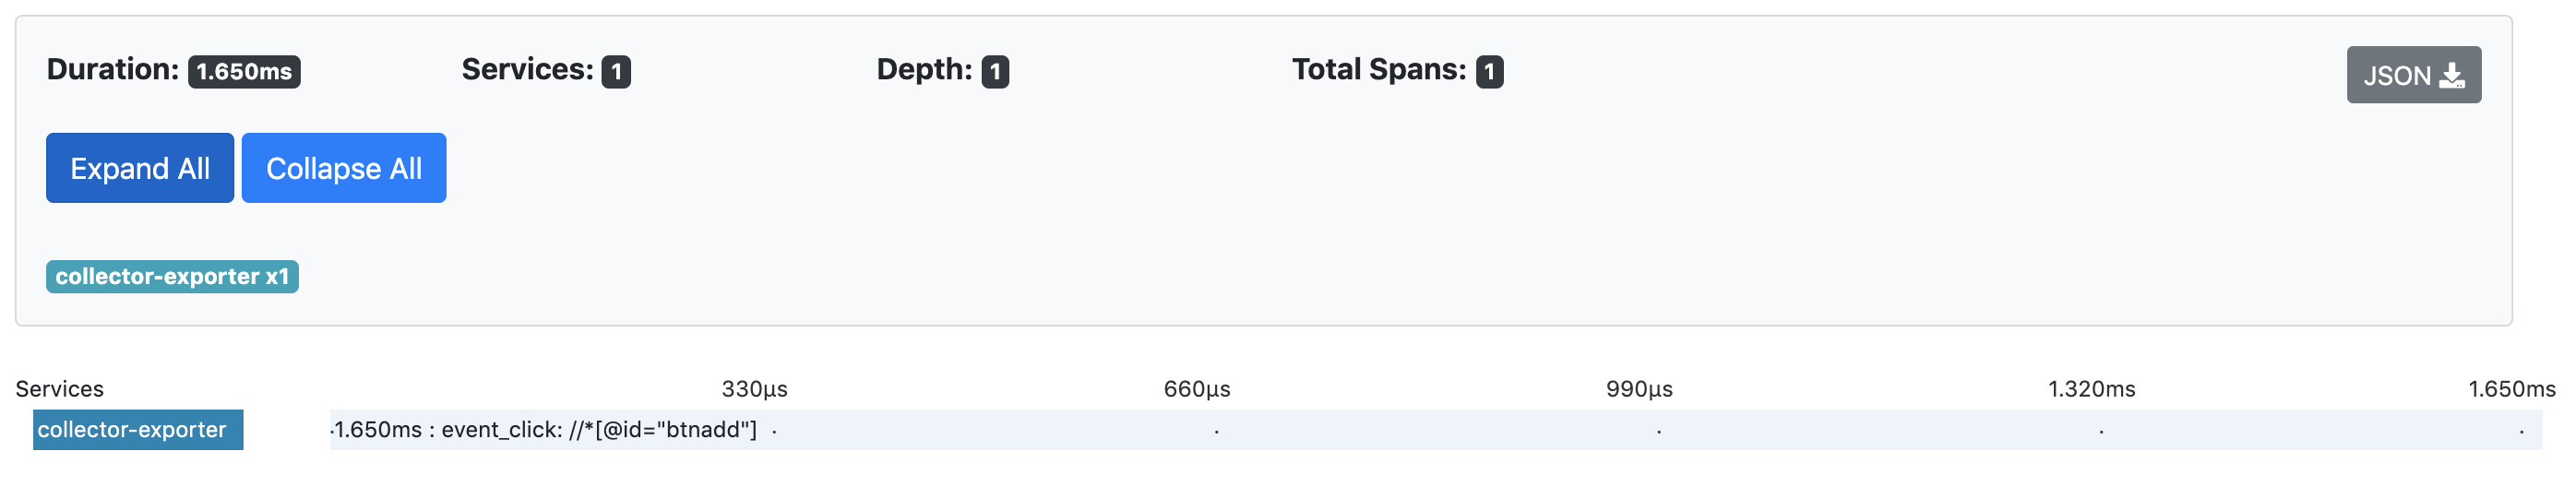 Duration: 1.650ms Services: 1 Depth: 1 Total Spans: 1 JSON
Expand All Collapse All
collector-exporter x1
Services 330μs 660μs 990μs 1.320ms 1.650ms
collector-exporter ·1.650ms : event_click: //*[@id="btnadd"] · · · · ·